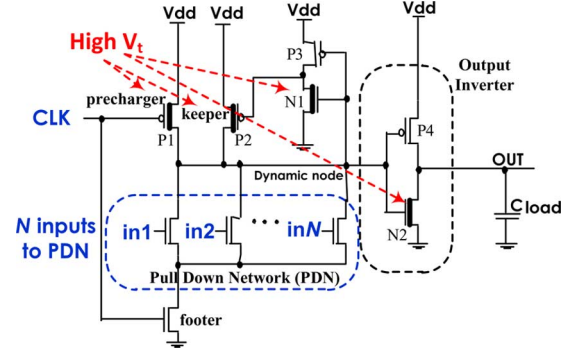 Vdd Vdd Vdd Vdd
High Vt
P3
Output
Inverter
precharger
keeper
N1
CLK
P1
P2
P4
Dynamic node
OUT
N inputs
to PDN
in1
in2
...
inN
N2
Cload
Pull Down Network (PDN)
footer